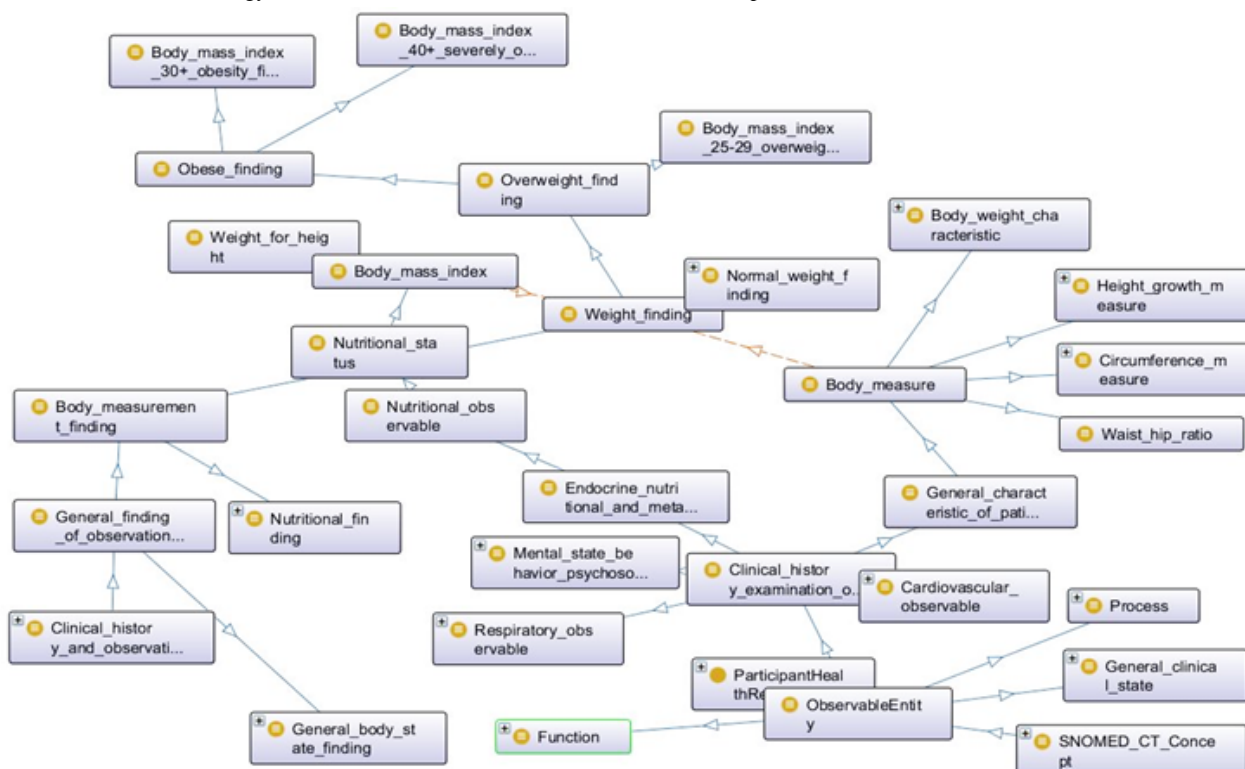 Body_mass_index
_30+_obesity_fi...
Body_mass_index
_40+_severely_o...
Body_mass_index
_25-29_overweig...
Obese_finding
Overweight_find
ing
Body_weight_cha
racteristic
Weight_for_heig
ht
Body_mass_index
Normal_weight_f
inding
Height_growth_m
easure
Weight_finding
Nutritional_sta
tus
Circumference_m
easure
Body_measure
Body_measuremen
t_finding
Nutritional_obs
ervable
Waist_hip_ratio
Endocrine_nutri
tional_and_meta...
General_charact
eristic_of_pati...
General_finding
_of_observation...
Nutritional_fin
ding
Mental_state_be
havior_psychoso...
Clinical_histor
y_examination_o...
Cardiovascular_
observable
Process
Clinical_histor
y_and_observati...
Respiratory_obs
ervable
ParticipantHeal
thRe
General_clinica
l_state
ObservableEntit
y
General_body_st
ate_finding
Function
SNOMED_CT_Conce
pt